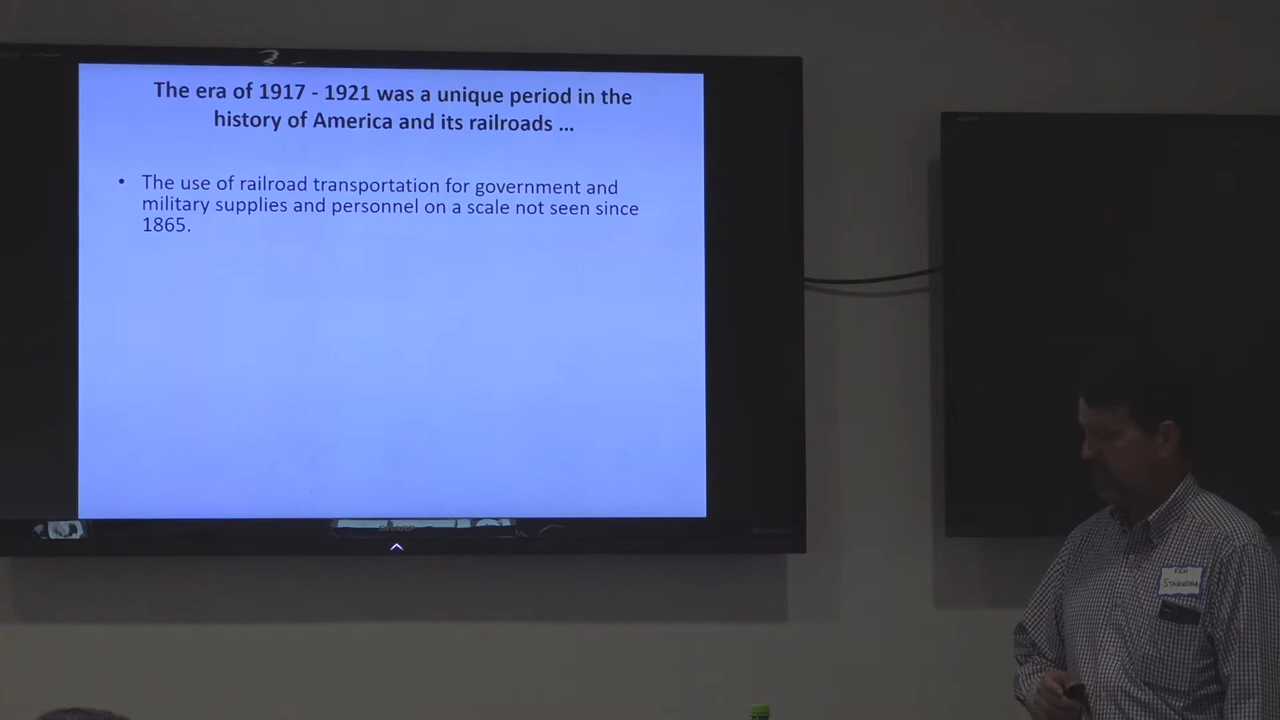 The era of 1917 - 1921 was a unique period in the
history of America and its railroads ...
• The use of railroad transportation for government and
military supplies and personnel on a scale not seen since
1865.
SHARP